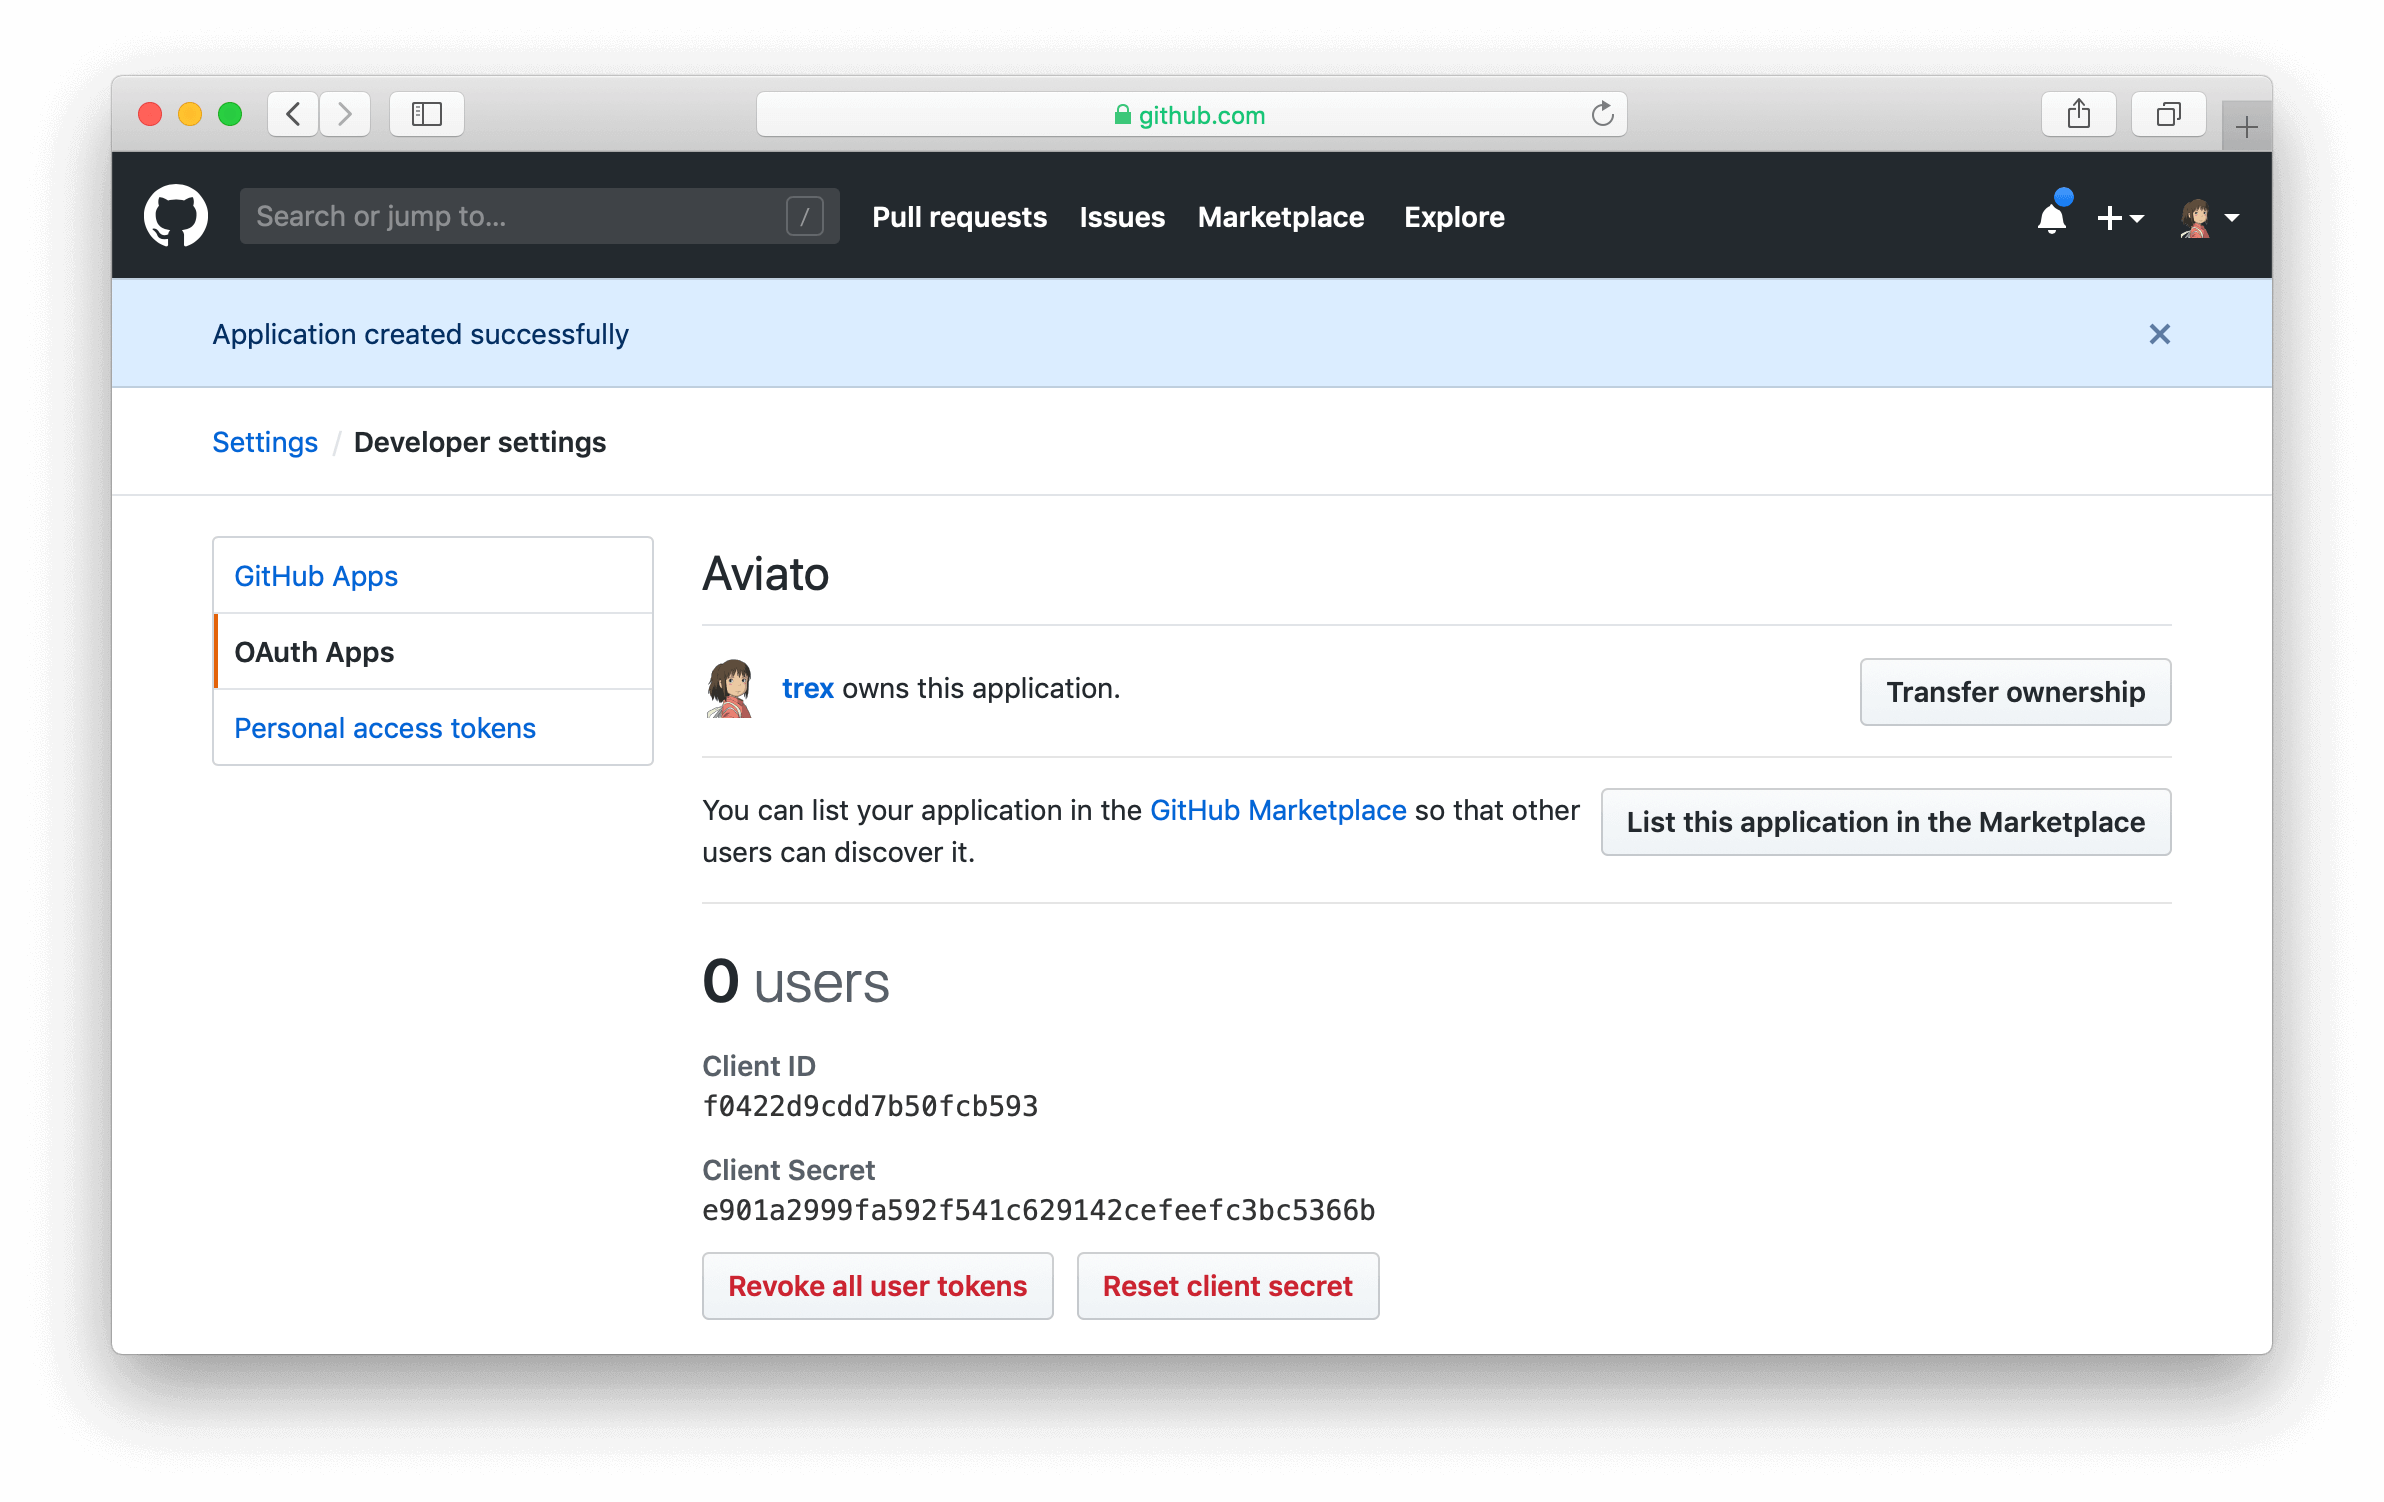 github.com
Search or jump to...
/
Pull requests
Issues
Marketplace
Explore
Application created successfully
Settings / Developer settings
GitHub Apps
OAuth Apps
Personal access tokens
Aviato
trex owns this application.
Transfer ownership
You can list your application in the GitHub Marketplace so that other
users can discover it.
List this application in the Marketplace
0 users
Client ID
f0422d9cdd7b50fcb593
Client Secret
e901a2999fa592f541c629142cefeefc3bc5366b
Revoke all user tokens
Reset client secret